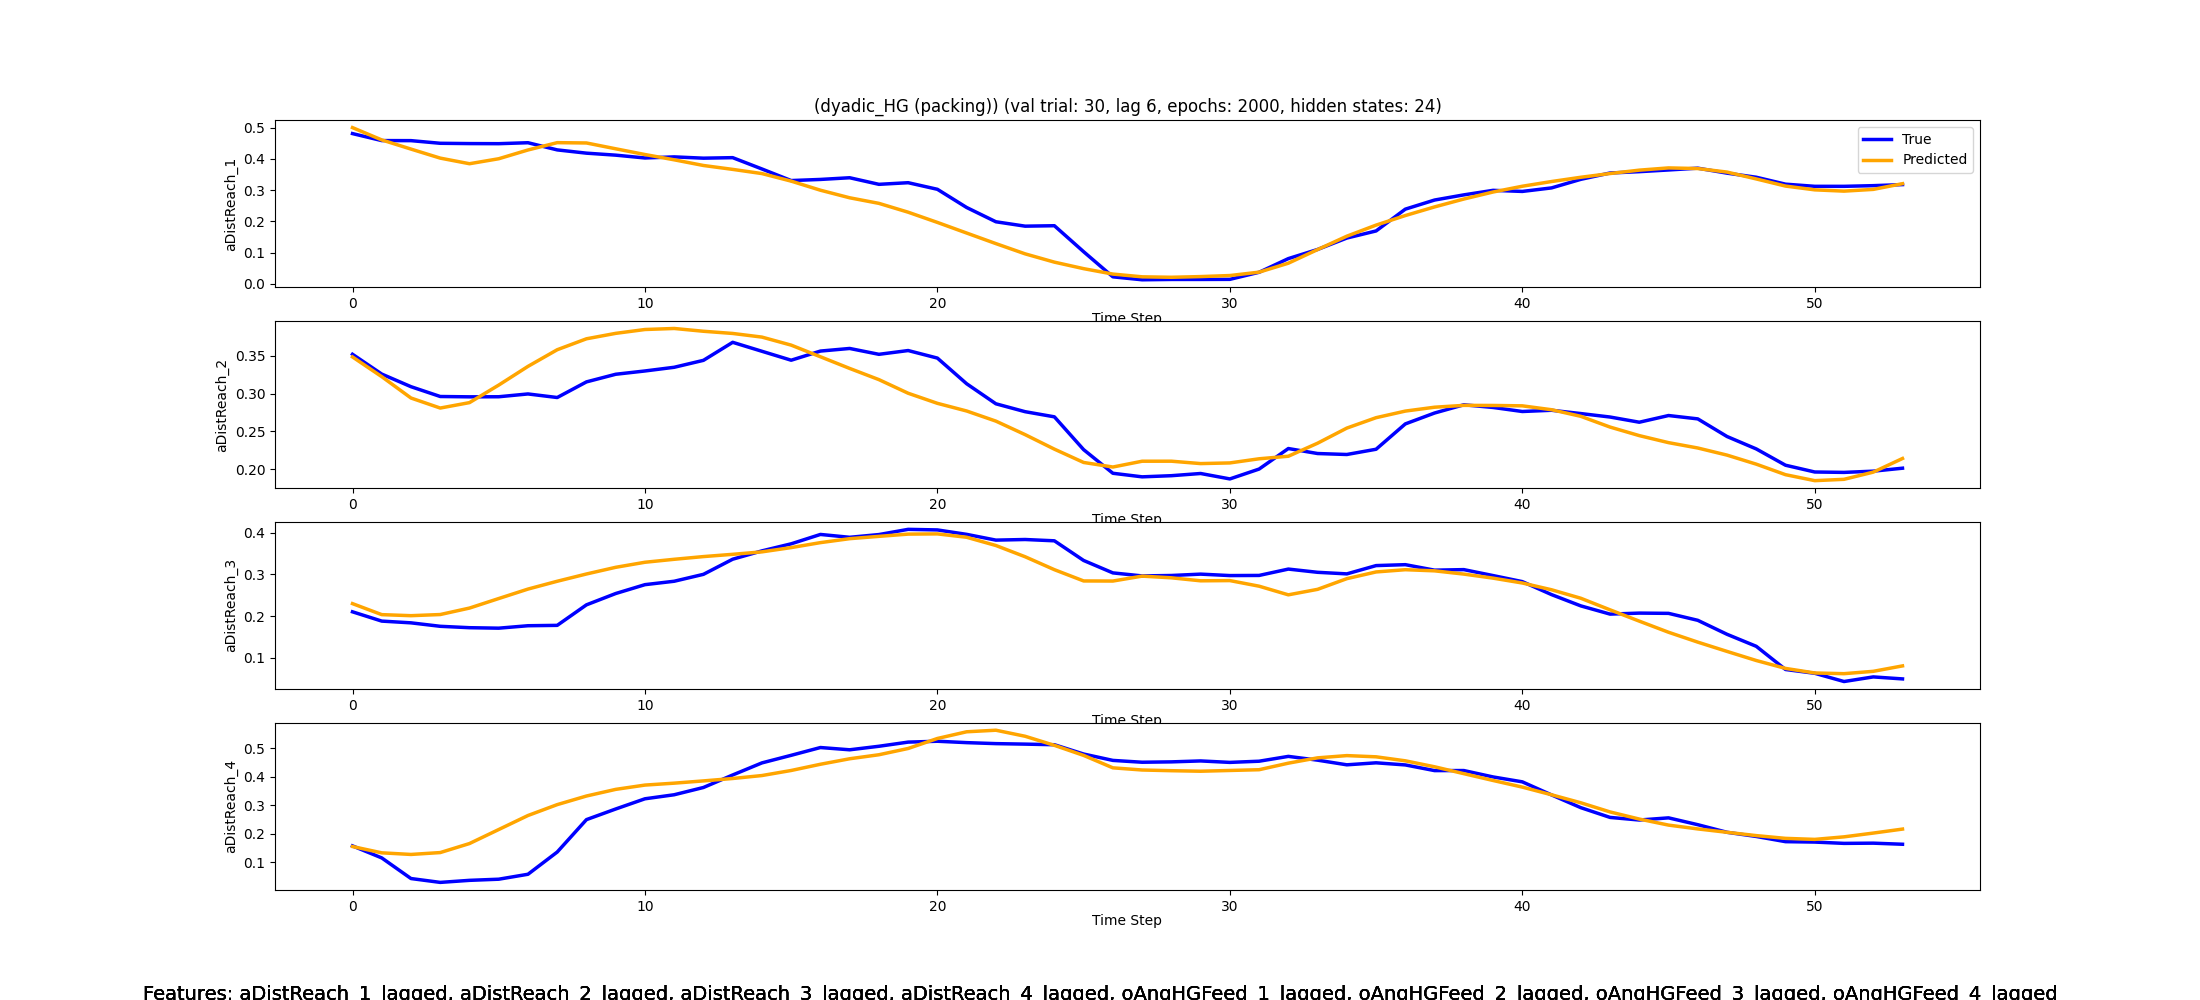 (dyadic_HG (packing)) (val trial: 30, lag 6, epochs: 2000, hidden states: 24)
True
Predicted
aDistReach_1
0.5
0.4
0.3
0.2
0.1
0.0
0 10 20 30 40 50
Time Step
aDistReach_2
0.35
0.30
0.25
0.20
0 10 20 30 40 50
Time Step
aDistReach_3
0.4
0.3
0.2
0.1
0 10 20 30 40 50
Time Step
aDistReach_4
0.5
0.4
0.3
0.2
0.1
0 10 20 30 40 50
Time Step
Features: aDistReach_1_lagged, aDistReach_2_lagged, aDistReach_3_lagged, aDistReach_4_lagged, oAngHGFeed_1_lagged, oAngHGFeed_2_lagged, oAngHGFeed_3_lagged, oAngHGFeed_4_lagged